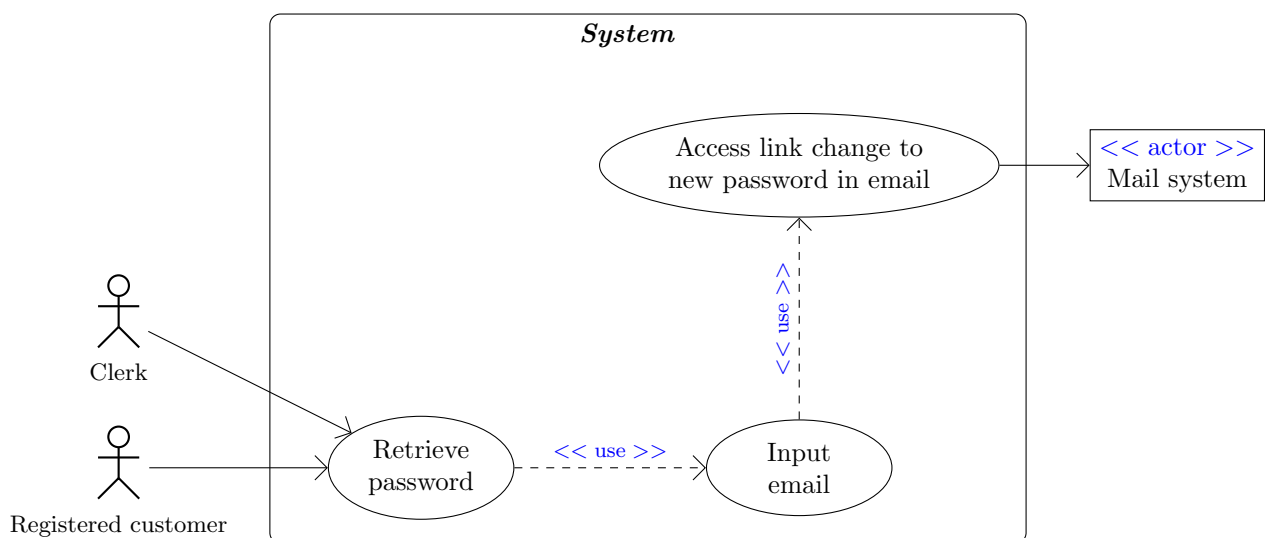 System
Access link change to
new password in email
<< actor >>
Mail system
<< use >>
Clerk
Retrieve
password
<< use >>
Input
email
Registered customer